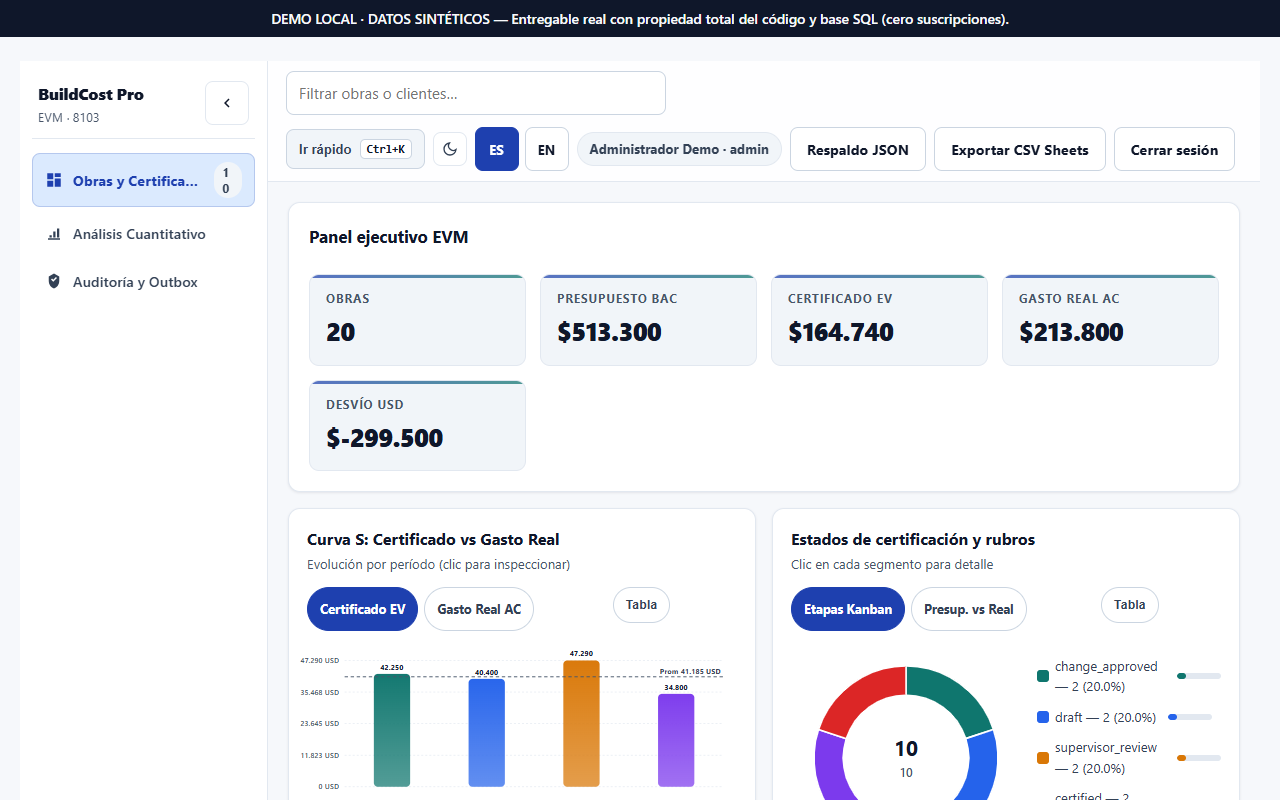 DEMO LOCAL · DATOS SINTÉTICOS — Entregable real con propiedad total del código y base SQL (cero suscripciones).
BuildCost Pro
EVM · 8103
Obras y Certifica...
1
0
Análisis Cuantitativo
Auditoría y Outbox
Filtrar obras o clientes...
Ir rápido Ctrl+K
ES
EN
Administrador Demo · admin
Respaldo JSON
Exportar CSV Sheets
Cerrar sesión
Panel ejecutivo EVM
OBRAS
20
PRESUPUESTO BAC
$513.300
CERTIFICADO EV
$164.740
GASTO REAL AC
$213.800
DESVÍO USD
$-299.500
Curva S: Certificado vs Gasto Real
Evolución por período (clic para inspeccionar)
Certificado EV
Gasto Real AC
Tabla
47.290 USD
35.468 USD
23.645 USD
11.823 USD
0 USD
42.250
40.400
47.290
34.800
Prom 41.185 USD
Estados de certificación y rubros
Clic en cada segmento para detalle
Etapas Kanban
Presup. vs Real
Tabla
10
10
change_approved
— 2 (20.0%)
draft — 2 (20.0%)
supervisor_review
— 2 (20.0%)
certified — 2